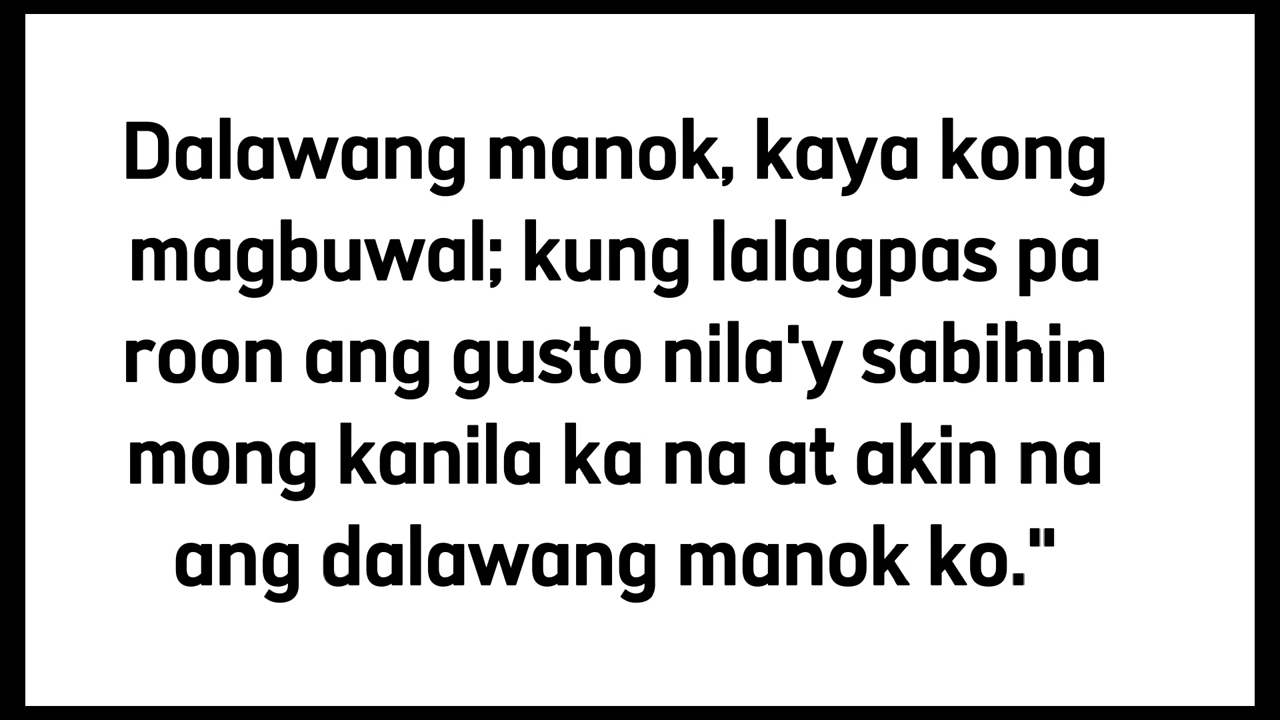 Dalawang manok, kaya kong
magbuwal; kung lalagpas pa
roon ang gusto nila'y sabihin
mong kanila ka na at akin na
ang dalawang manok ko."